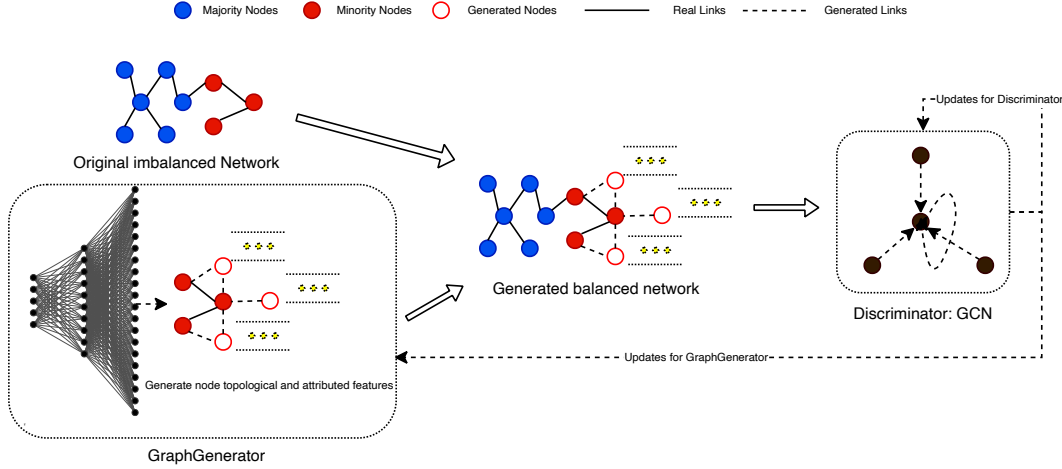 Majority Nodes Minority Nodes Generated Nodes Real Links Generated Links
Updates for Discriminator
Original imbalanced Network
Generated balanced network
Discriminator: GCN
Updates for GraphGenerator
Generate node topological and attributed features
GraphGenerator